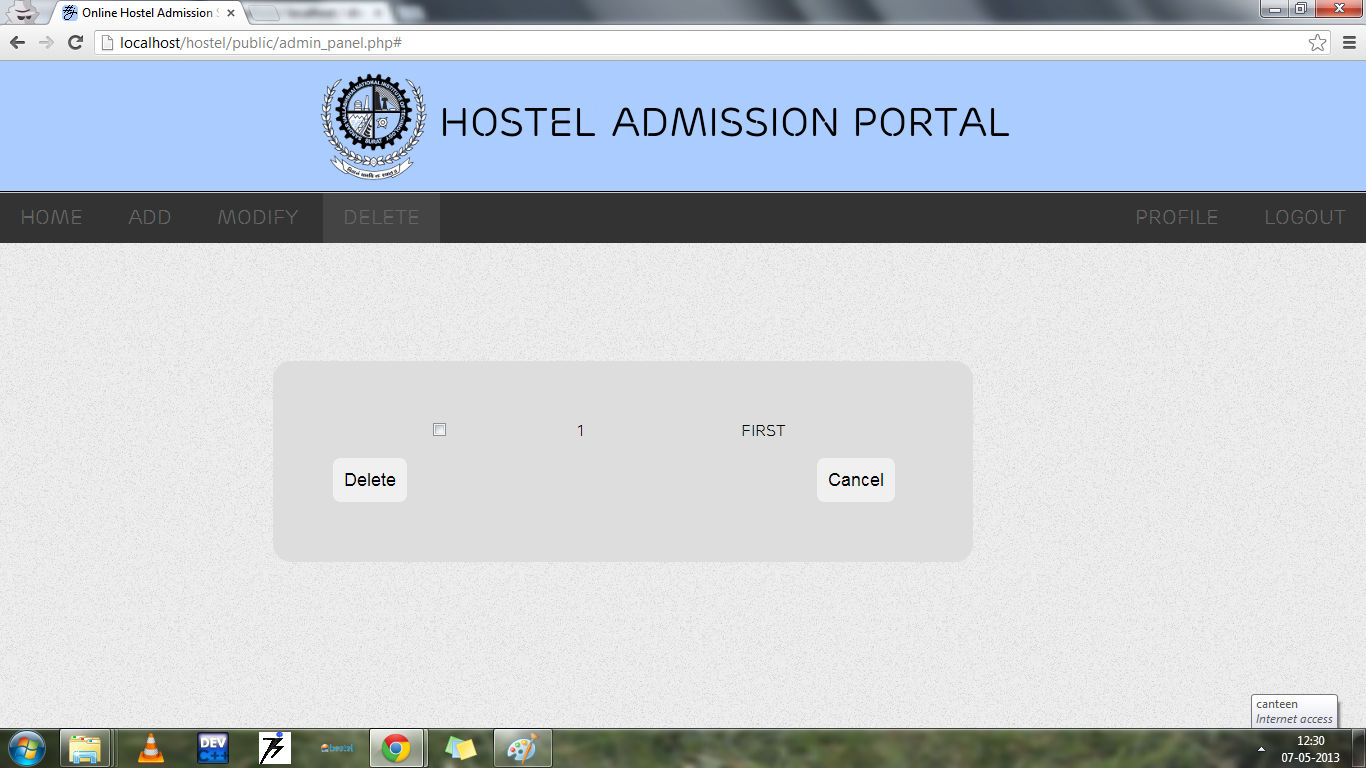 Online Hostel Admission S
localhost/hostel/public/admin_panel.php#
HOSTEL ADMISSION PORTAL
SURAT
HOME ADD MODIFY DELETE PROFILE LOGOUT
1 FIRST
Delete Cancel
canteen
Internet access
DEV
C++
12:30
07-05-2013